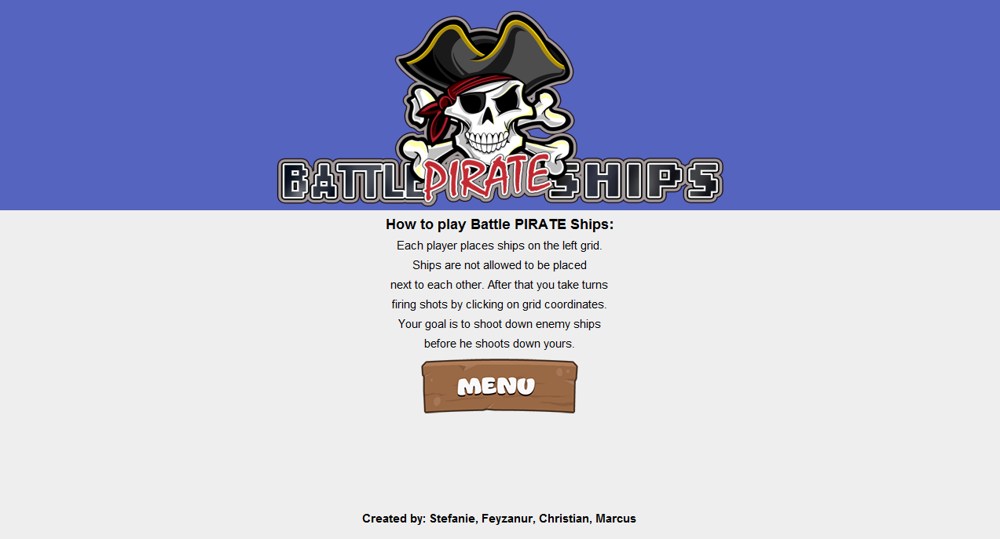 BATTLE PIRATE SHIPS
How to play Battle PIRATE Ships:
Each player places ships on the left grid.
Ships are not allowed to be placed
next to each other. After that you take turns
firing shots by clicking on grid coordinates.
Your goal is to shoot down enemy ships
before he shoots down yours.
MENU
Created by: Stefanie, Feyzanur, Christian, Marcus